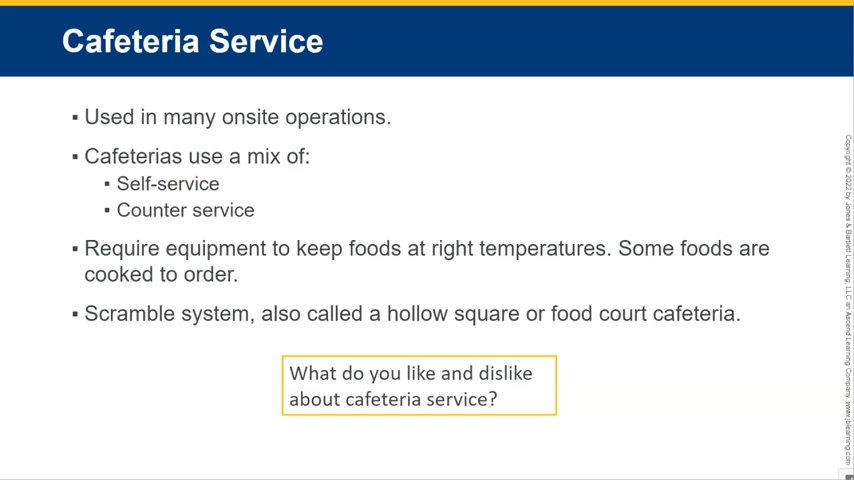 Cafeteria Service
▪ Used in many onsite operations.
▪ Cafeterias use a mix of:
▪ Self-service
▪ Counter service
▪ Require equipment to keep foods at right temperatures. Some foods are
cooked to order.
▪ Scramble system, also called a hollow square or food court cafeteria.
What do you like and dislike
about cafeteria service?
Copyright © 2022 by Jones & Bartlett Learning, LLC an Ascend Learning Company. www.jblearning.com